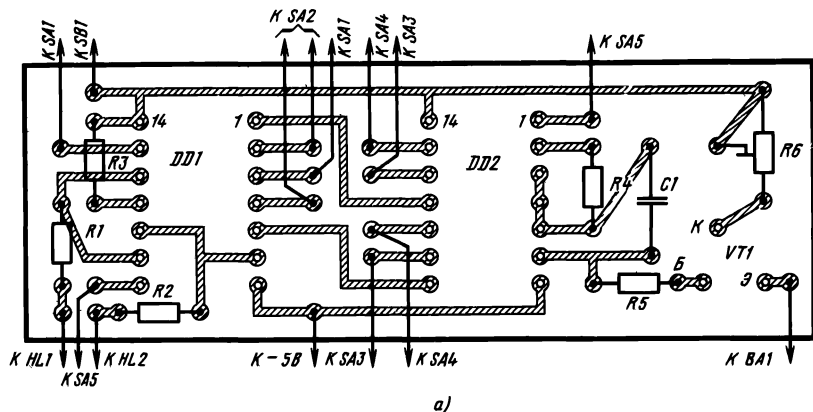 К SA1
К SB1
К SA2
К SA1
К SA4
К SA3
К SA5
14
1
14
1
R3
DD1
DD2
R4
C1
R6
R1
К
VT1
R2
Б
Э
R5
К HL1
К SA5
К HL2
К -5В
К SA3
К SA4
К BA1
а)